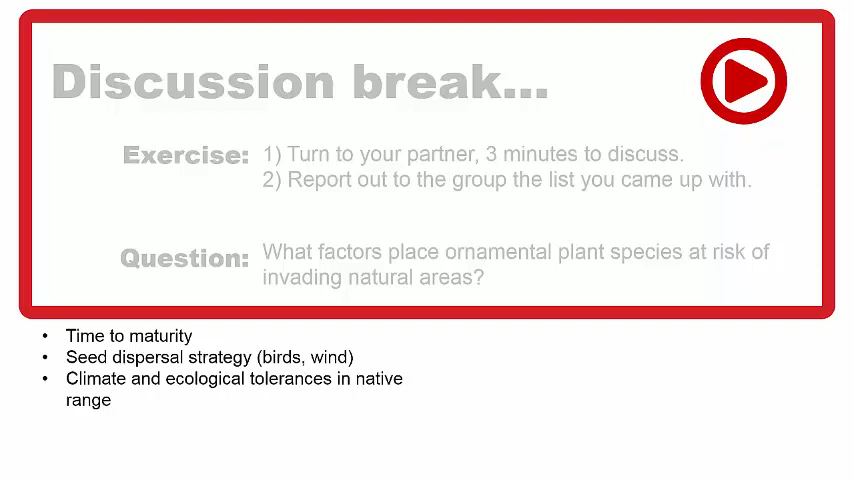 Discussion break...
Exercise: 1) Turn to your partner, 3 minutes to discuss.
2) Report out to the group the list you came up with.
Question: What factors place ornamental plant species at risk of
invading natural areas?
• Time to maturity
• Seed dispersal strategy (birds, wind)
• Climate and ecological tolerances in native
range